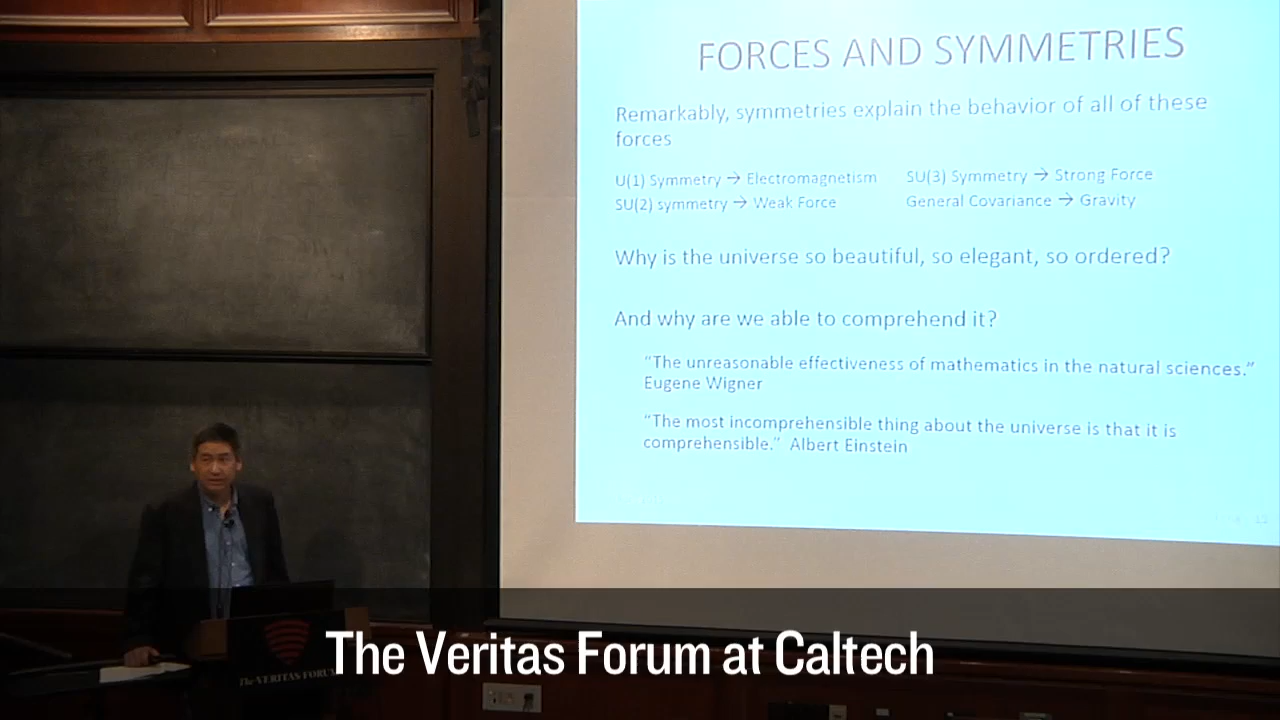 FORCES AND SYMMETRIES
Remarkably, symmetries explain the behavior of all of these
forces
U(1) Symmetry → Electromagnetism
SU(2) symmetry → Weak Force
SU(3) Symmetry → Strong Force
General Covariance → Gravity
Why is the universe so beautiful, so elegant, so ordered?
And why are we able to comprehend it?
“The unreasonable effectiveness of mathematics in the natural sciences.”
Eugene Wigner
“The most incomprehensible thing about the universe is that it is
comprehensible.” Albert Einstein
The VERITAS FORUM
The Veritas Forum at Caltech